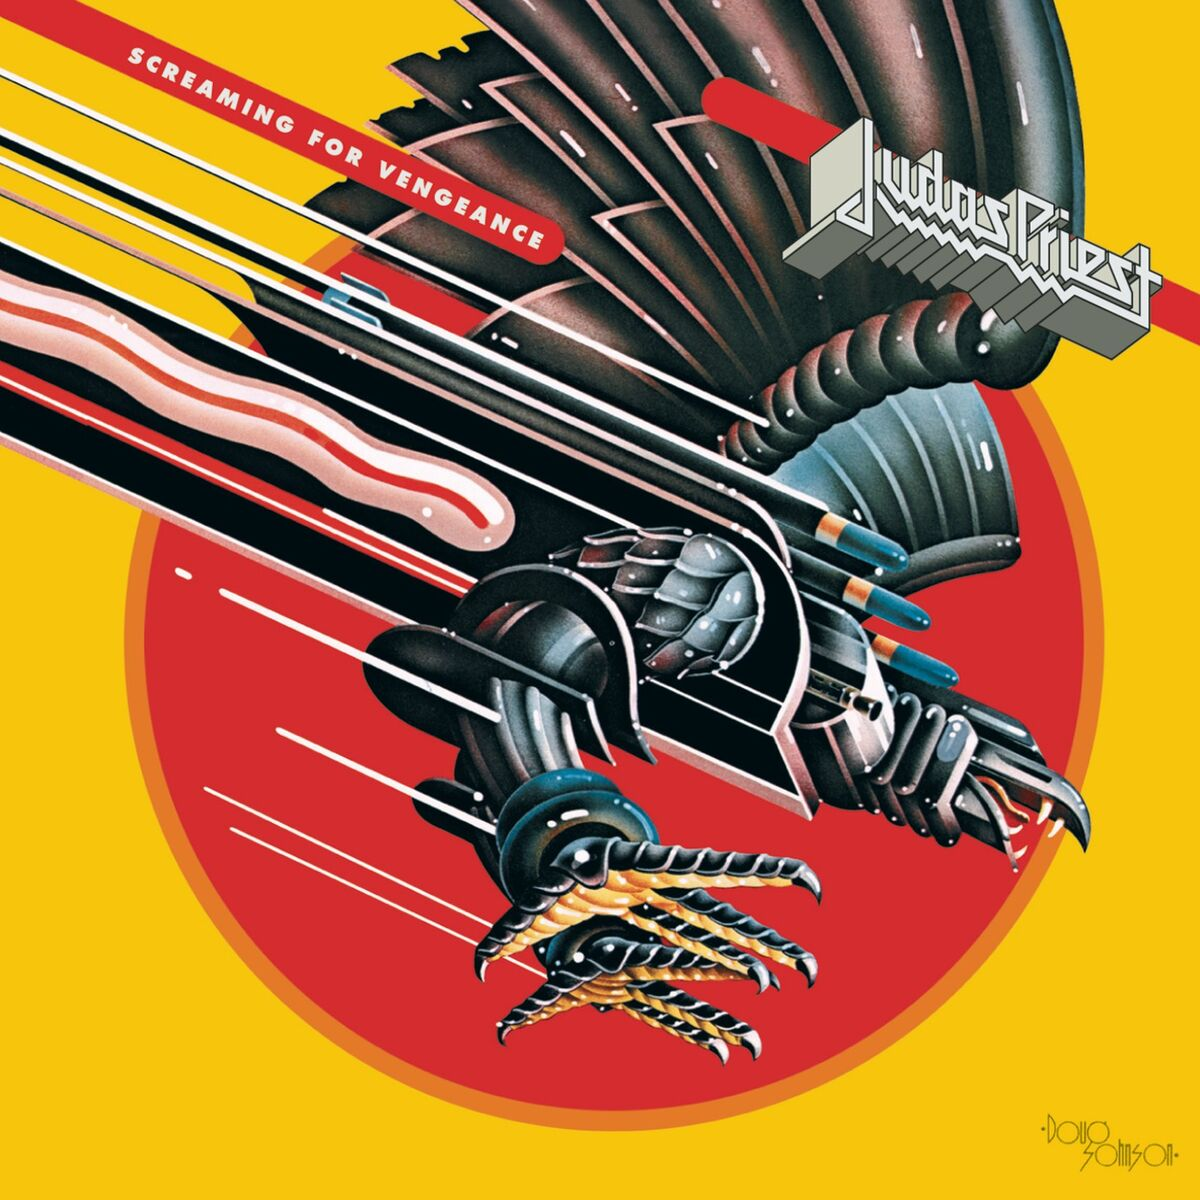 SCREAMING FOR VENGEANCE
Judas Priest
·Doug
Johnson·